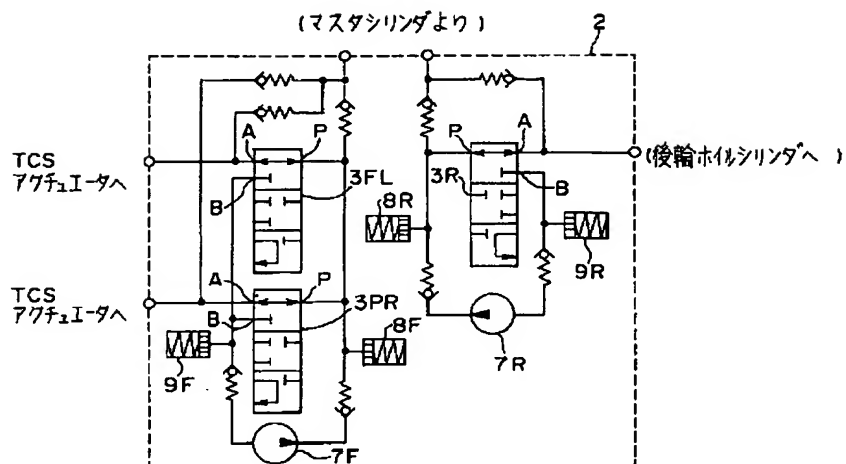 (マスタシリンダより)
2
A
P
P
A
TCS
アクチュエータへ
(後輪ホイルシリンダへ)
B
3FL
3R
B
8R
9R
TCS
アクチュエータへ
A
P
B
3PR
8F
7R
9F
7F